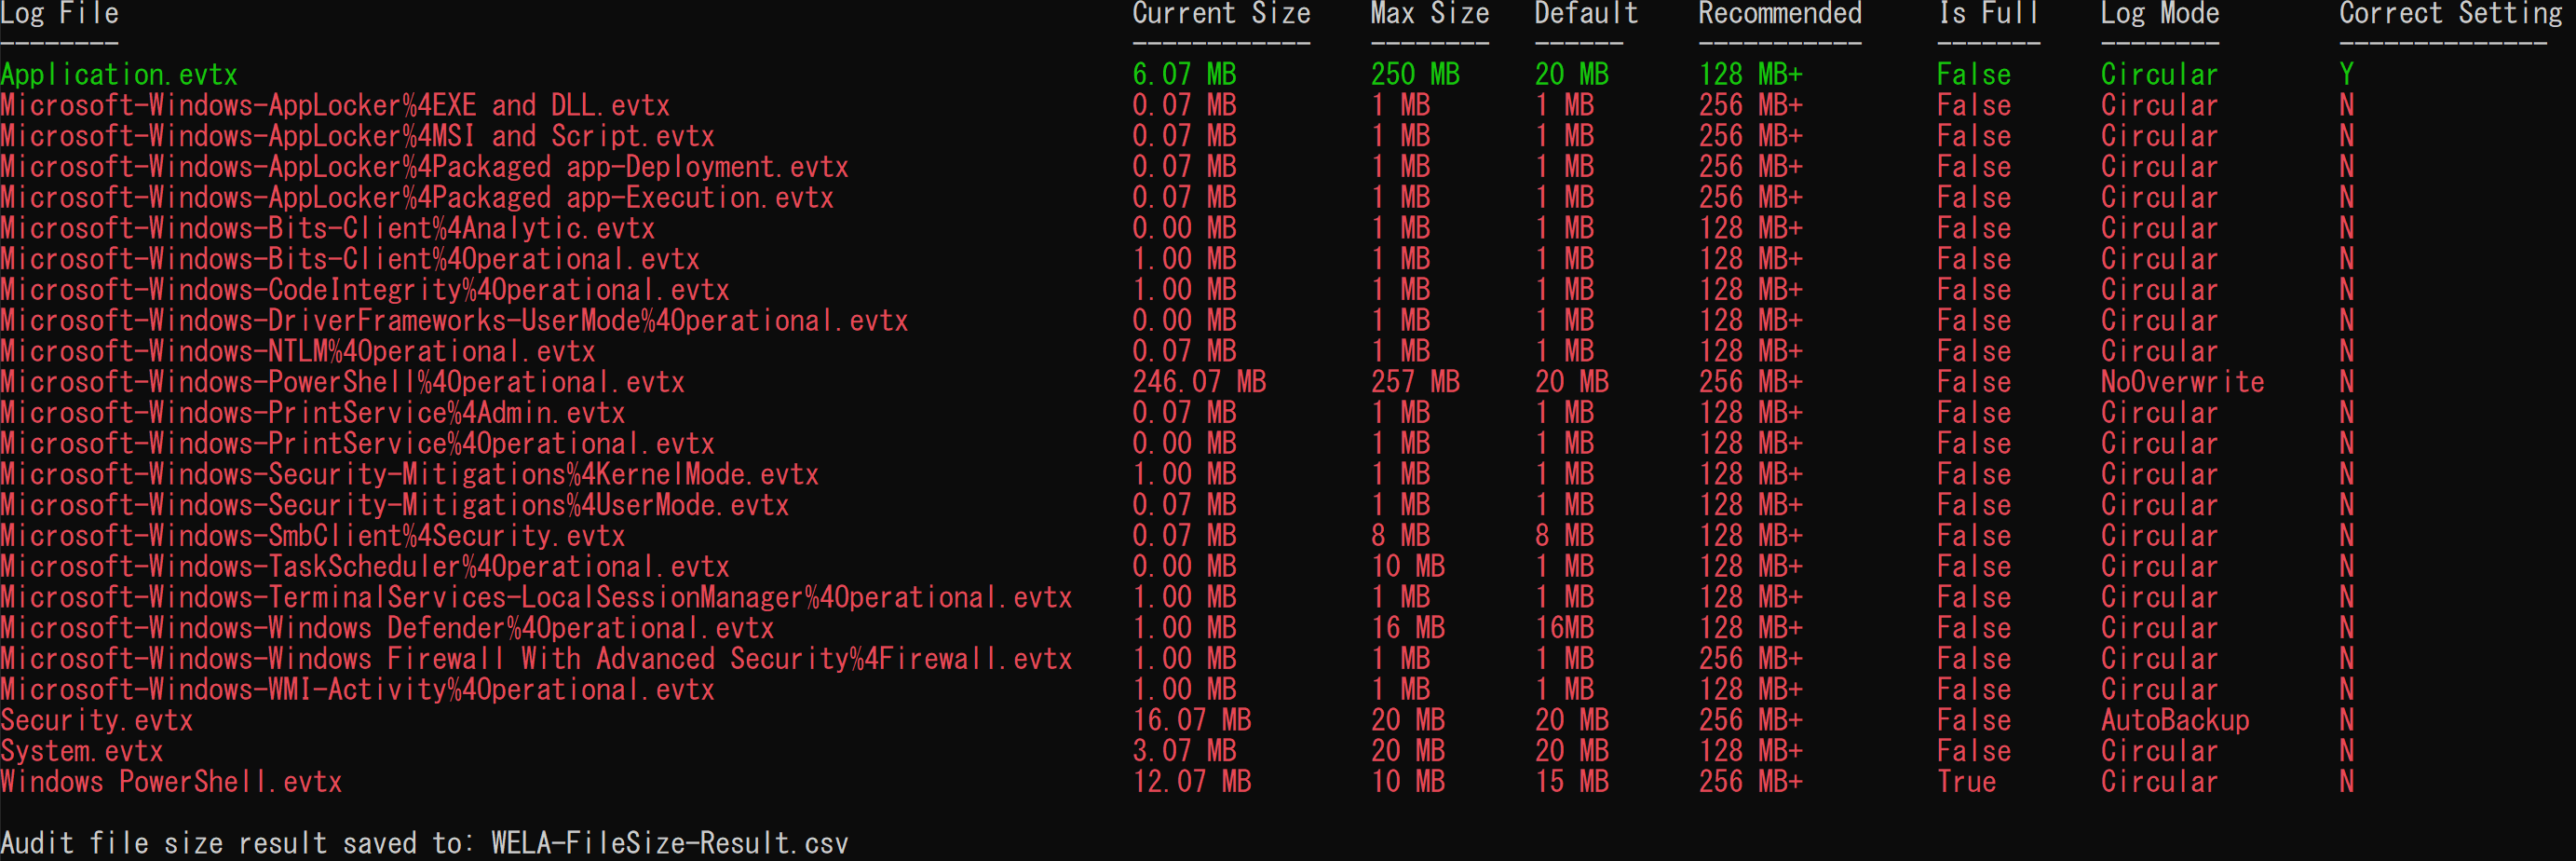 Log File Current Size Max Size Default Recommended Is Full Log Mode Correct Setting
-------- ------------ -------- ------ ----------- ------- -------- --------------
Application.evtx 6.07 MB 250 MB 20 MB 128 MB+ False Circular Y
Microsoft-Windows-AppLocker%4EXE and DLL.evtx 0.07 MB 1 MB 1 MB 256 MB+ False Circular N
Microsoft-Windows-AppLocker%4MSI and Script.evtx 0.07 MB 1 MB 1 MB 256 MB+ False Circular N
Microsoft-Windows-AppLocker%4Packaged app-Deployment.evtx 0.07 MB 1 MB 1 MB 256 MB+ False Circular N
Microsoft-Windows-AppLocker%4Packaged app-Execution.evtx 0.07 MB 1 MB 1 MB 256 MB+ False Circular N
Microsoft-Windows-Bits-Client%4Analytic.evtx 0.00 MB 1 MB 1 MB 128 MB+ False Circular N
Microsoft-Windows-Bits-Client%4Operational.evtx 1.00 MB 1 MB 1 MB 128 MB+ False Circular N
Microsoft-Windows-CodeIntegrity%4Operational.evtx 1.00 MB 1 MB 1 MB 128 MB+ False Circular N
Microsoft-Windows-DriverFrameworks-UserMode%4Operational.evtx 0.00 MB 1 MB 1 MB 128 MB+ False Circular N
Microsoft-Windows-NTLM%4Operational.evtx 0.07 MB 1 MB 1 MB 128 MB+ False Circular N
Microsoft-Windows-PowerShell%4Operational.evtx 246.07 MB 257 MB 20 MB 256 MB+ False NoOverwrite N
Microsoft-Windows-PrintService%4Admin.evtx 0.07 MB 1 MB 1 MB 128 MB+ False Circular N
Microsoft-Windows-PrintService%4Operational.evtx 0.00 MB 1 MB 1 MB 128 MB+ False Circular N
Microsoft-Windows-Security-Mitigations%4KernelMode.evtx 1.00 MB 1 MB 1 MB 128 MB+ False Circular N
Microsoft-Windows-Security-Mitigations%4UserMode.evtx 0.07 MB 1 MB 1 MB 128 MB+ False Circular N
Microsoft-Windows-SmbClient%4Security.evtx 0.07 MB 8 MB 8 MB 128 MB+ False Circular N
Microsoft-Windows-TaskScheduler%4Operational.evtx 0.00 MB 10 MB 1 MB 128 MB+ False Circular N
Microsoft-Windows-TerminalServices-LocalSessionManager%4Operational.evtx 1.00 MB 1 MB 1 MB 128 MB+ False Circular N
Microsoft-Windows-Windows Defender%4Operational.evtx 1.00 MB 16 MB 16MB 128 MB+ False Circular N
Microsoft-Windows-Windows Firewall With Advanced Security%4Firewall.evtx 1.00 MB 1 MB 1 MB 256 MB+ False Circular N
Microsoft-Windows-WMI-Activity%4Operational.evtx 1.00 MB 1 MB 1 MB 128 MB+ False Circular N
Security.evtx 16.07 MB 20 MB 20 MB 256 MB+ False AutoBackup N
System.evtx 3.07 MB 20 MB 20 MB 128 MB+ False Circular N
Windows PowerShell.evtx 12.07 MB 10 MB 15 MB 256 MB+ True Circular N
Audit file size result saved to: WELA-FileSize-Result.csv